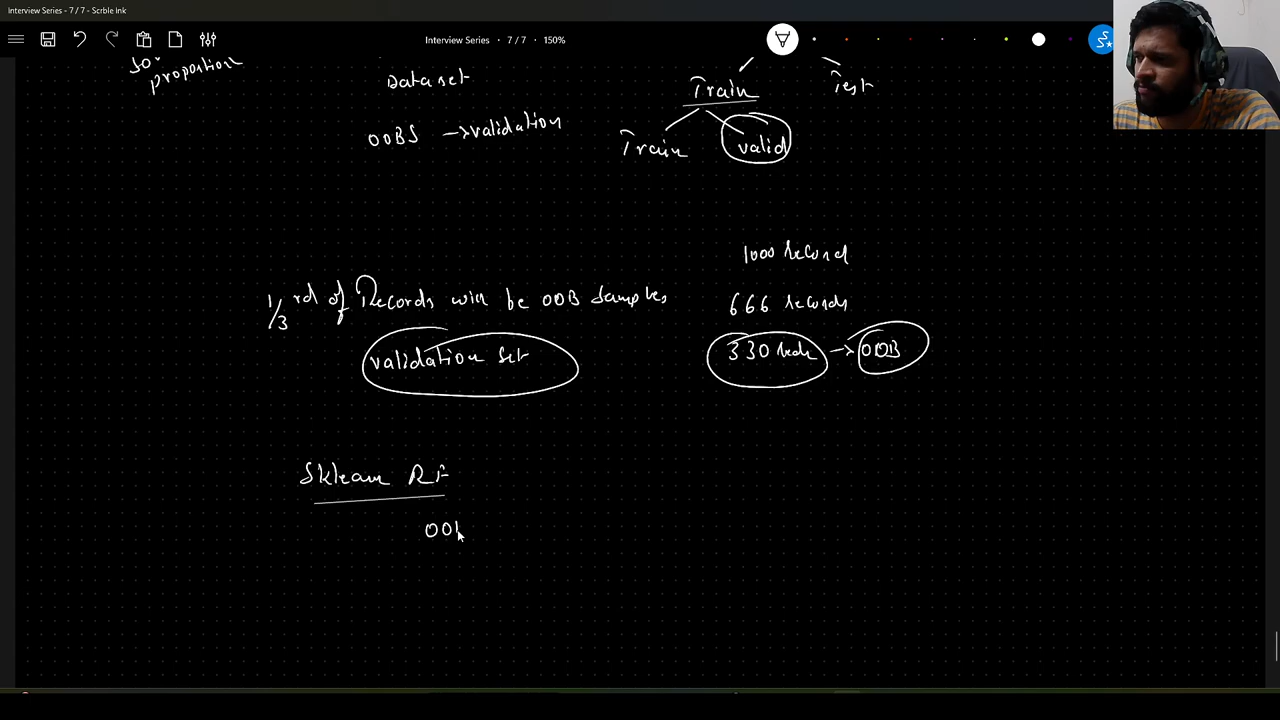 Interview Series - 7 / 7 - Scrble Ink
Interview Series • 7 / 7 • 150%
proportion
Dataset
OOBS → validation
Train
Test
Train
valid
1000 record
1/3 rd of Records will be OOB Samples
666 records
validation set
330 → OOB
Sklearn RF
OO